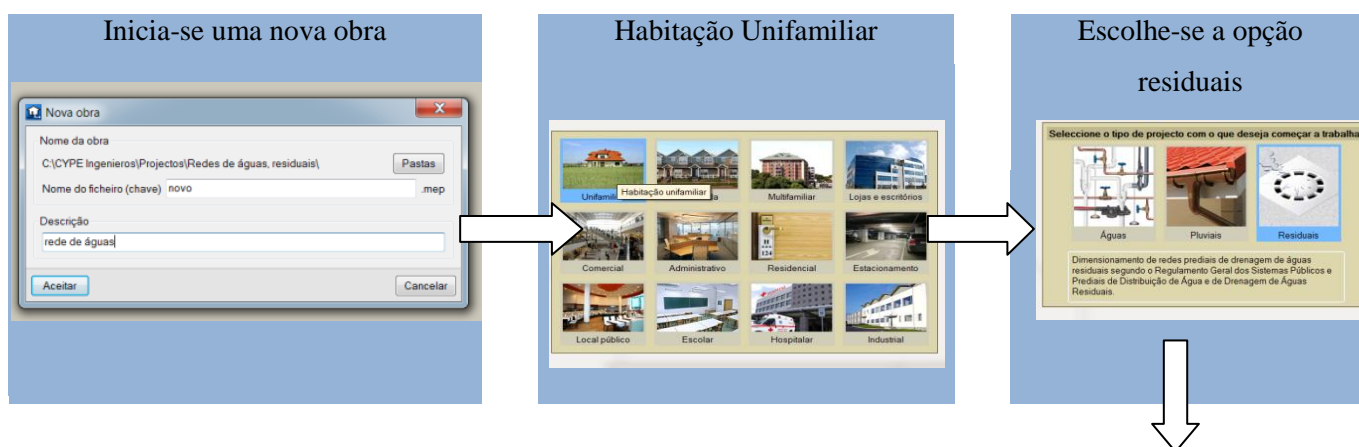 Inicia-se uma nova obra
Nova obra
Nome da obra
C:\CYPE Ingenieros\Projectos\Redes de águas, residuais\
Pastas
Nome do ficheiro (chave) novo .mep
Descrição
rede de águas
Aceitar
Cancelar
Habitação Unifamiliar
Habitação unifamiliar
Multifamiliar
Lojas e escritórios
Comercial
Administrativo
Residencial
Estacionamento
Local público
Escolar
Hospitalar
Industrial
Escolhe-se a opção
residuais
Seleccione o tipo de projecto com o que deseja começar a trabalha
Águas
Pluviais
Residuais
Dimensionamento de redes prediais de drenagem de águas
residuais segundo o Regulamento Geral dos Sistemas Públicos e
Prediais de Distribuição de Água e de Drenagem de Águas
Residuais.